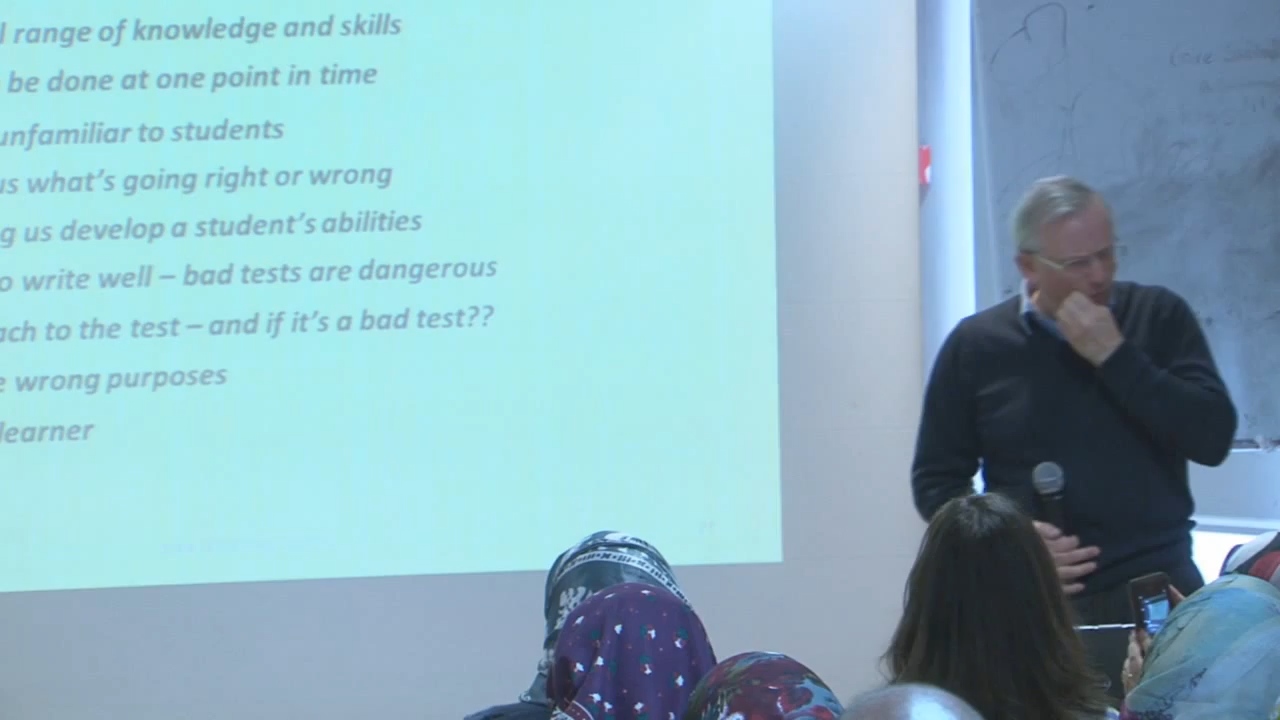 l range of knowledge and skills
be done at one point in time
unfamiliar to students
us what's going right or wrong
g us develop a student's abilities
o write well – bad tests are dangerous
ach to the test – and if it's a bad test??
e wrong purposes
learner